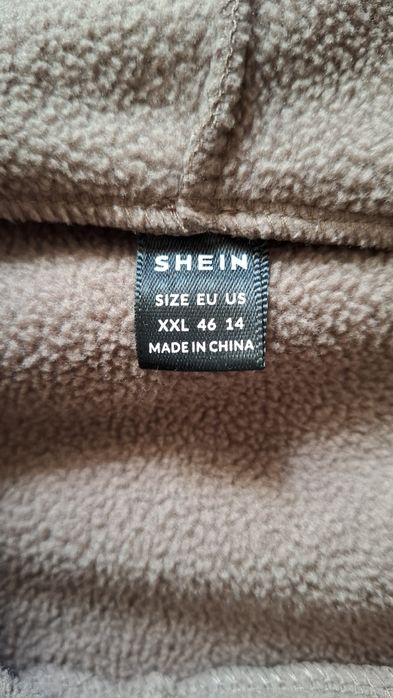 SHEIN
SIZE EU US
XXL 46 14
MADE IN CHINA